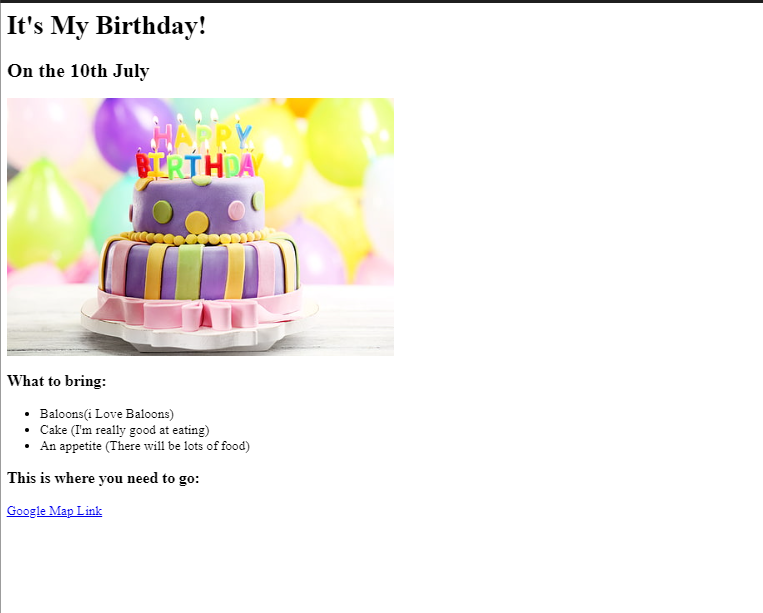 It's My Birthday!
On the 10th July
HAPPY
BIRTHDAY
What to bring:
Baloons(i Love Baloons)
Cake (I'm really good at eating)
An appetite (There will be lots of food)
This is where you need to go:
Google Map Link